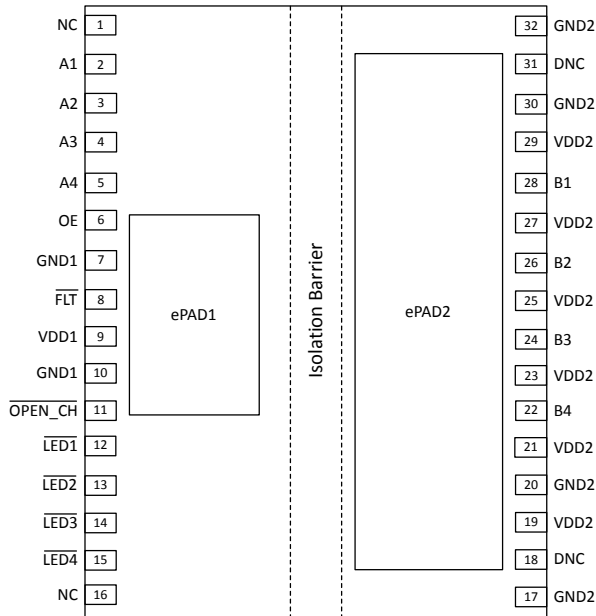 NC 1
A1 2
A2 3
A3 4
A4 5
OE 6
GND1 7
FLT 8
VDD1 9
GND1 10
OPEN_CH 11
LED1 12
LED2 13
LED3 14
LED4 15
NC 16
ePAD1
Isolation Barrier
ePAD2
32 GND2
31 DNC
30 GND2
29 VDD2
28 B1
27 VDD2
26 B2
25 VDD2
24 B3
23 VDD2
22 B4
21 VDD2
20 GND2
19 VDD2
18 DNC
17 GND2